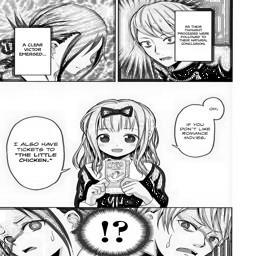 AS THEIR
THOUGHT
PROCESSES WERE
FOLLOWED TO
THEIR NATURAL
CONCLUSION,
A CLEAR
VICTOR
EMERGED...
OH,
IF YOU
DON'T LIKE
ROMANCE
MOVIES,
I ALSO HAVE
TICKETS TO
"THE LITTLE
CHICKEN."
!?